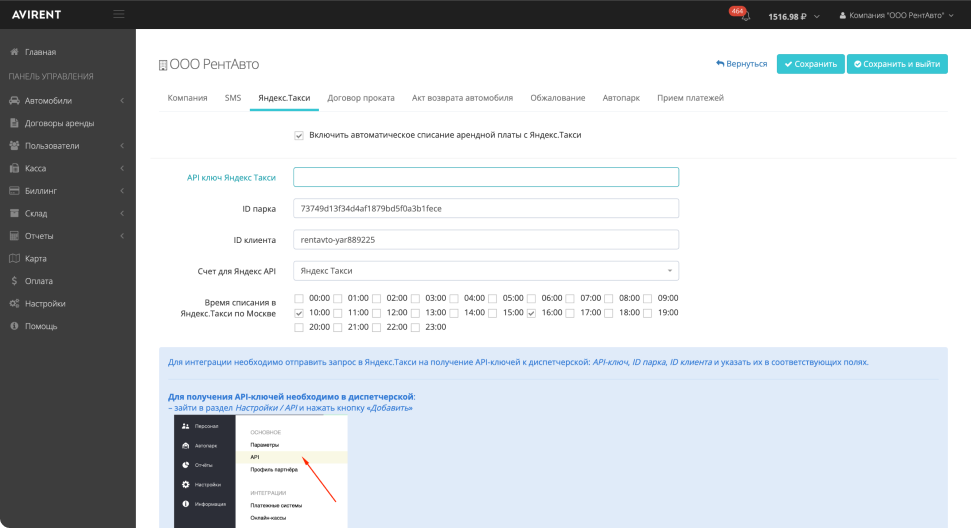 AVIRENT
464
1516.98 ₽
Компания "ООО РентАвто"
Главная
ПАНЕЛЬ УПРАВЛЕНИЯ
Автомобили
Договоры аренды
Пользователи
Касса
Биллинг
Склад
Отчеты
Карта
Оплата
Настройки
Помощь
ООО РентАвто
Вернуться
Сохранить
Сохранить и выйти
Компания SMS Яндекс.Такси Договор проката Акт возврата автомобиля Обжалование Автопарк Прием платежей
Включить автоматическое списание арендной платы с Яндекс.Такси
API ключ Яндекс Такси
ID парка 73749d13f34d4af1879bd5f0a3b1fece
ID клиента rentavto-yar889225
Счет для Яндекс API Яндекс Такси
Время списания в
Яндекс.Такси по Москве
00:00 01:00 02:00 03:00 04:00 05:00 06:00 07:00 08:00 09:00
10:00 11:00 12:00 13:00 14:00 15:00 16:00 17:00 18:00 19:00
20:00 21:00 22:00 23:00
Для интеграции необходимо отправить запрос в Яндекс.Такси на получение API-ключей к диспетчерской: API-ключ, ID парка, ID клиента и указать их в соответствующих полях.
Для получения API-ключей необходимо в диспетчерской:
– зайти в раздел Настройки / API и нажать кнопку «Добавить»
Персонал
Автопарк
Отчёты
Настройки
Информация
ОСНОВНОЕ
Параметры
API
Профиль партнёра
ИНТЕГРАЦИИ
Платежные системы
Онлайн-кассы